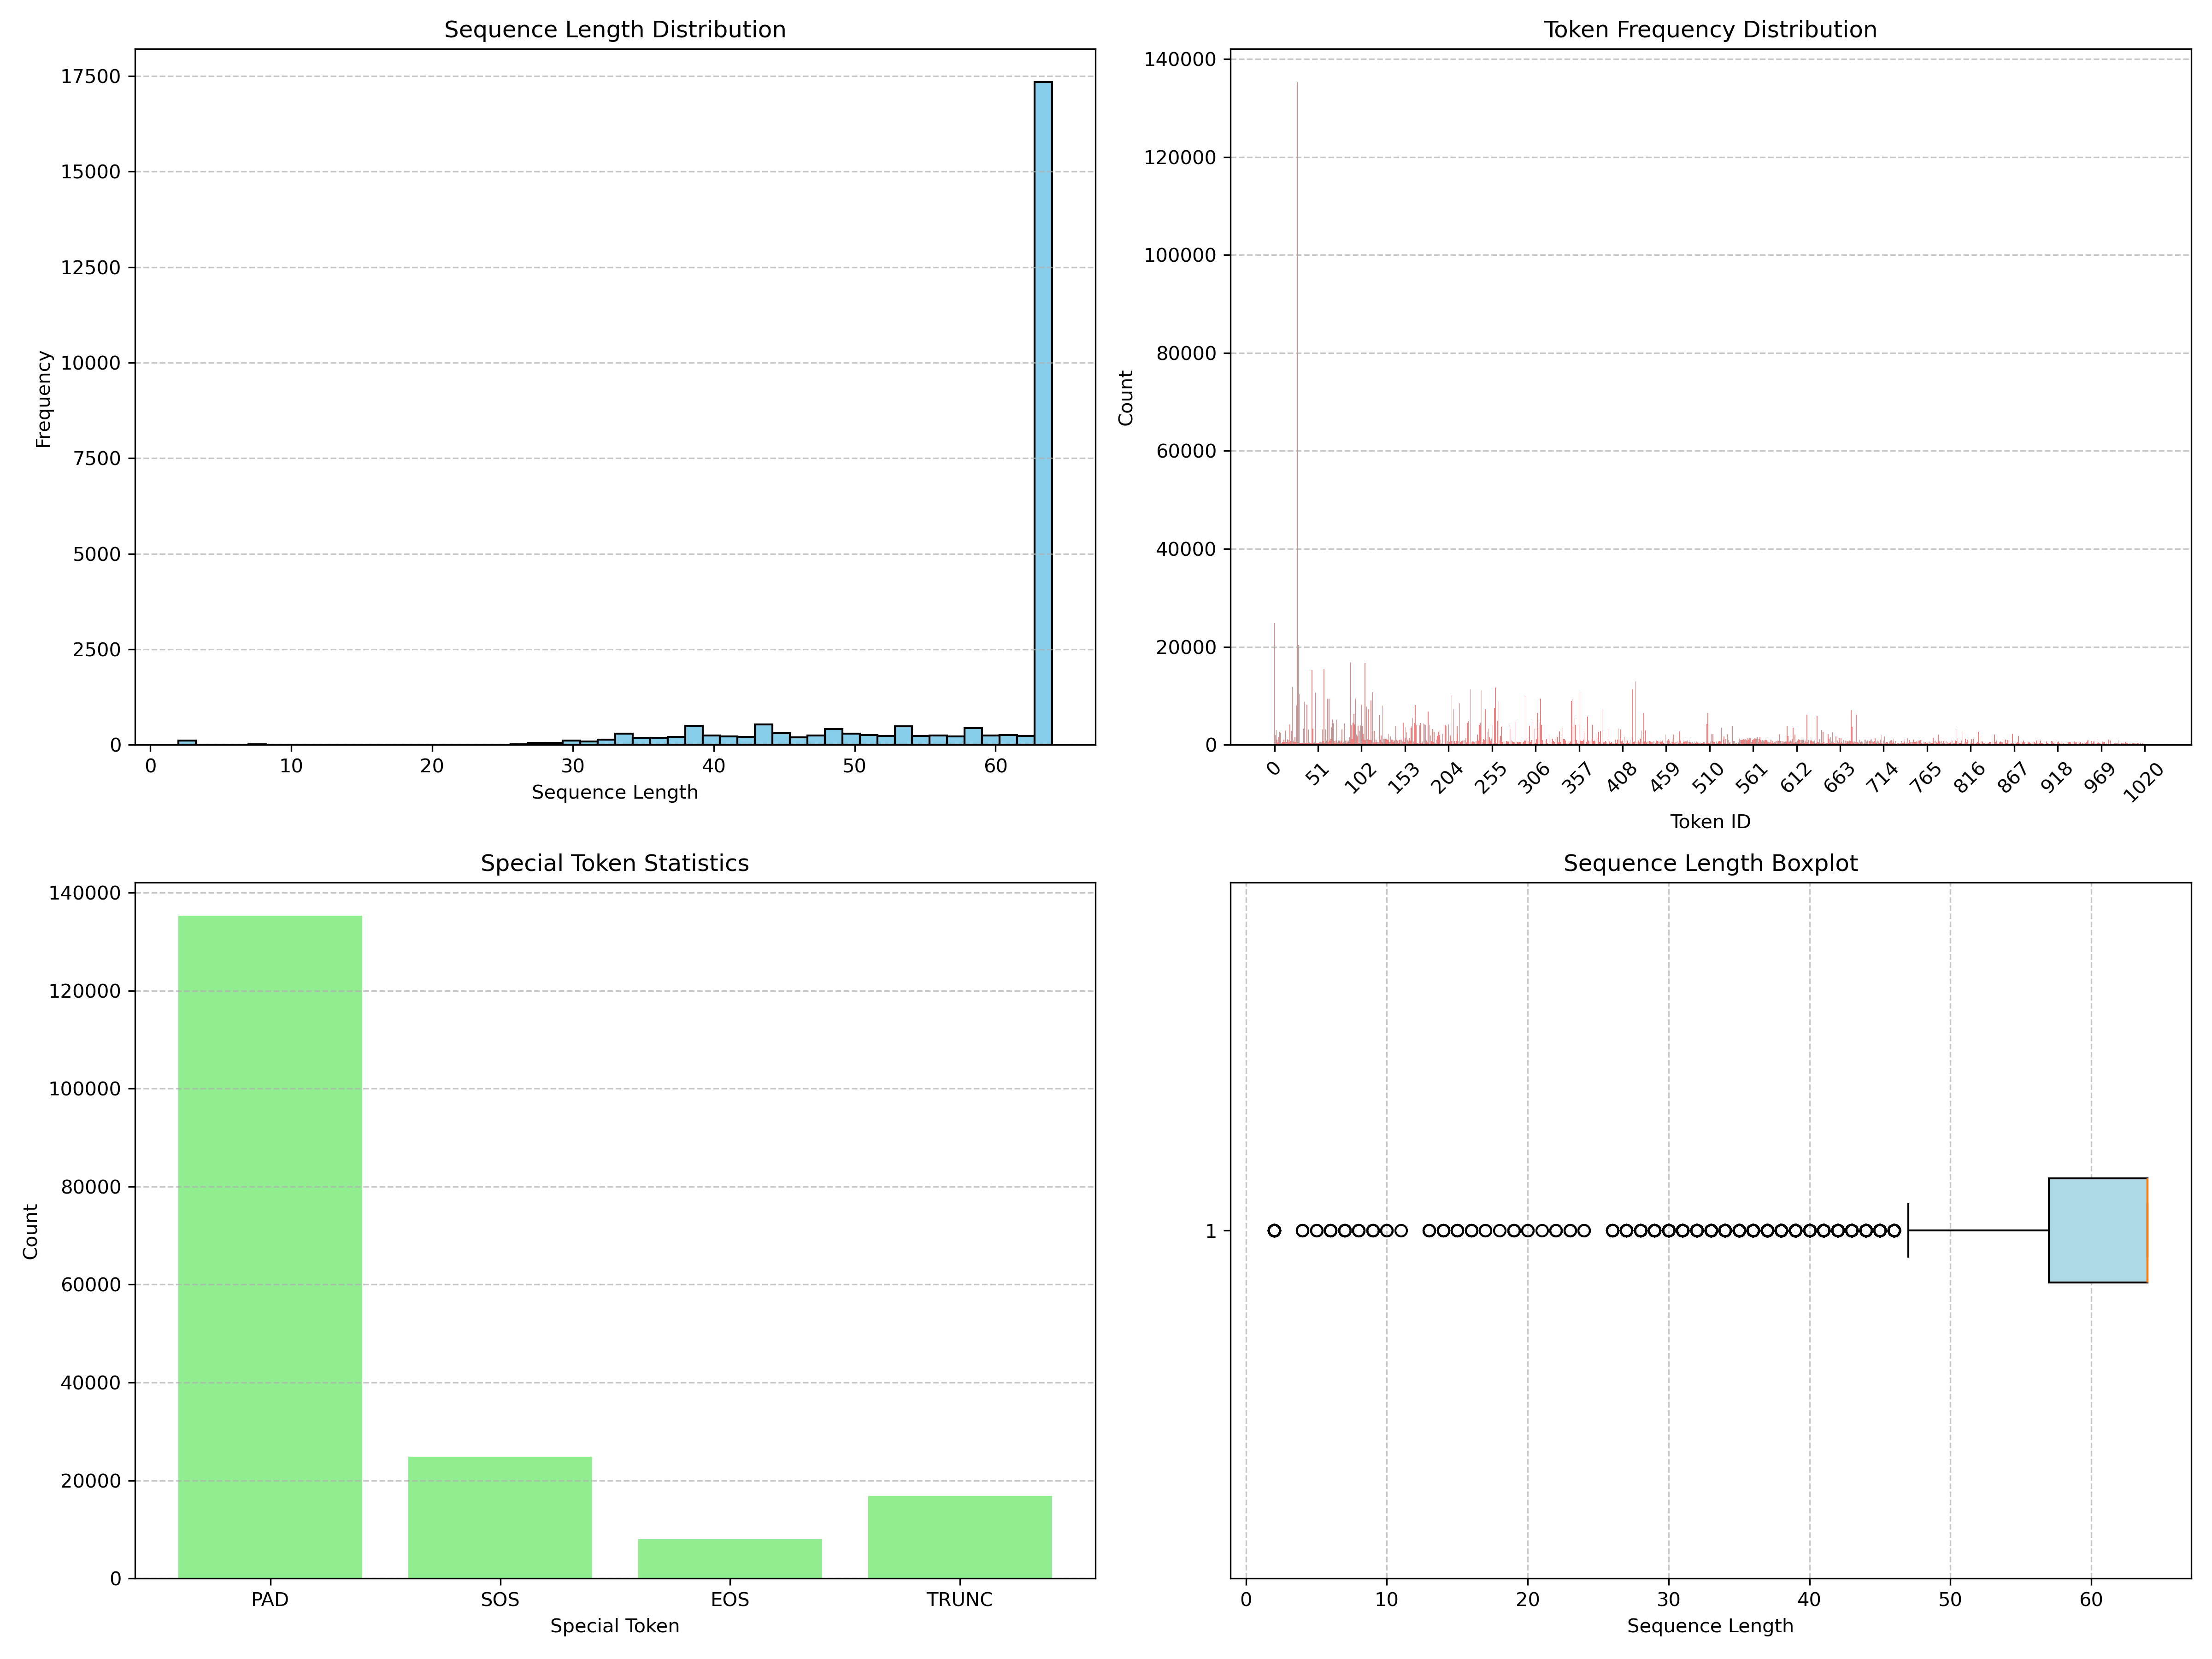 Sequence Length Distribution
17500
15000
12500
10000
7500
5000
2500
0
Frequency
0 10 20 30 40 50 60
Sequence Length
Token Frequency Distribution
140000
120000
100000
80000
60000
40000
20000
0
Count
0 51 102 153 204 255 306 357 408 459 510 561 612 663 714 765 816 867 918 969 1020
Token ID
Special Token Statistics
140000
120000
100000
80000
60000
40000
20000
0
Count
PAD SOS EOS TRUNC
Special Token
Sequence Length Boxplot
1
0 10 20 30 40 50 60
Sequence Length